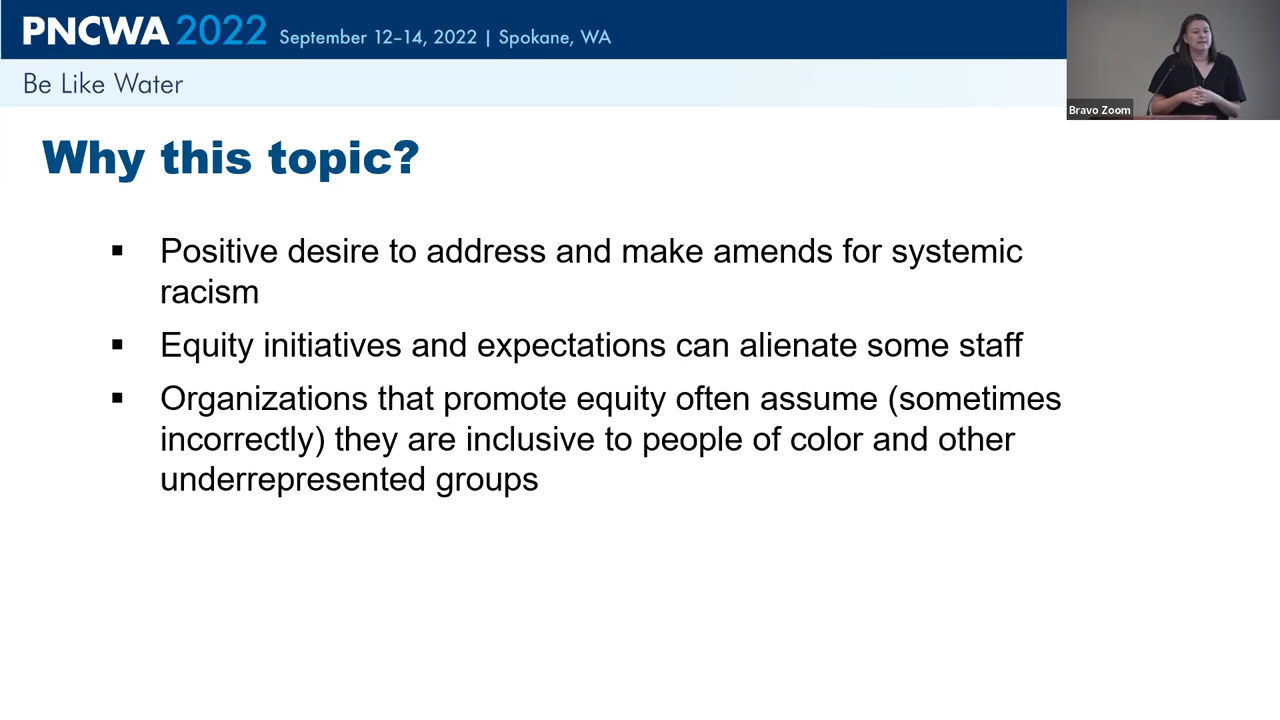 PNCWA 2022 September 12–14, 2022 | Spokane, WA
Be Like Water
Bravo Zoom
Why this topic?
▪ Positive desire to address and make amends for systemic
racism
▪ Equity initiatives and expectations can alienate some staff
▪ Organizations that promote equity often assume (sometimes
incorrectly) they are inclusive to people of color and other
underrepresented groups